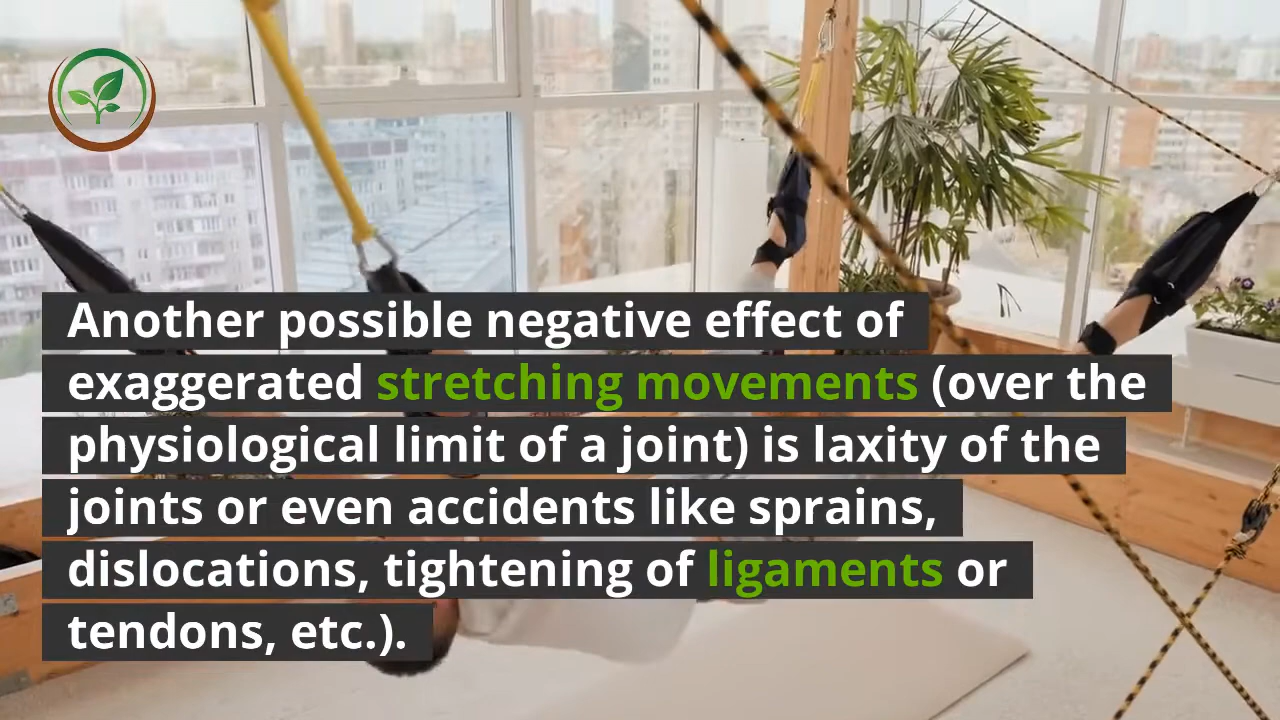 Another possible negative effect of
exaggerated stretching movements (over the
physiological limit of a joint) is laxity of the
joints or even accidents like sprains,
dislocations, tightening of ligaments or
tendons, etc.).